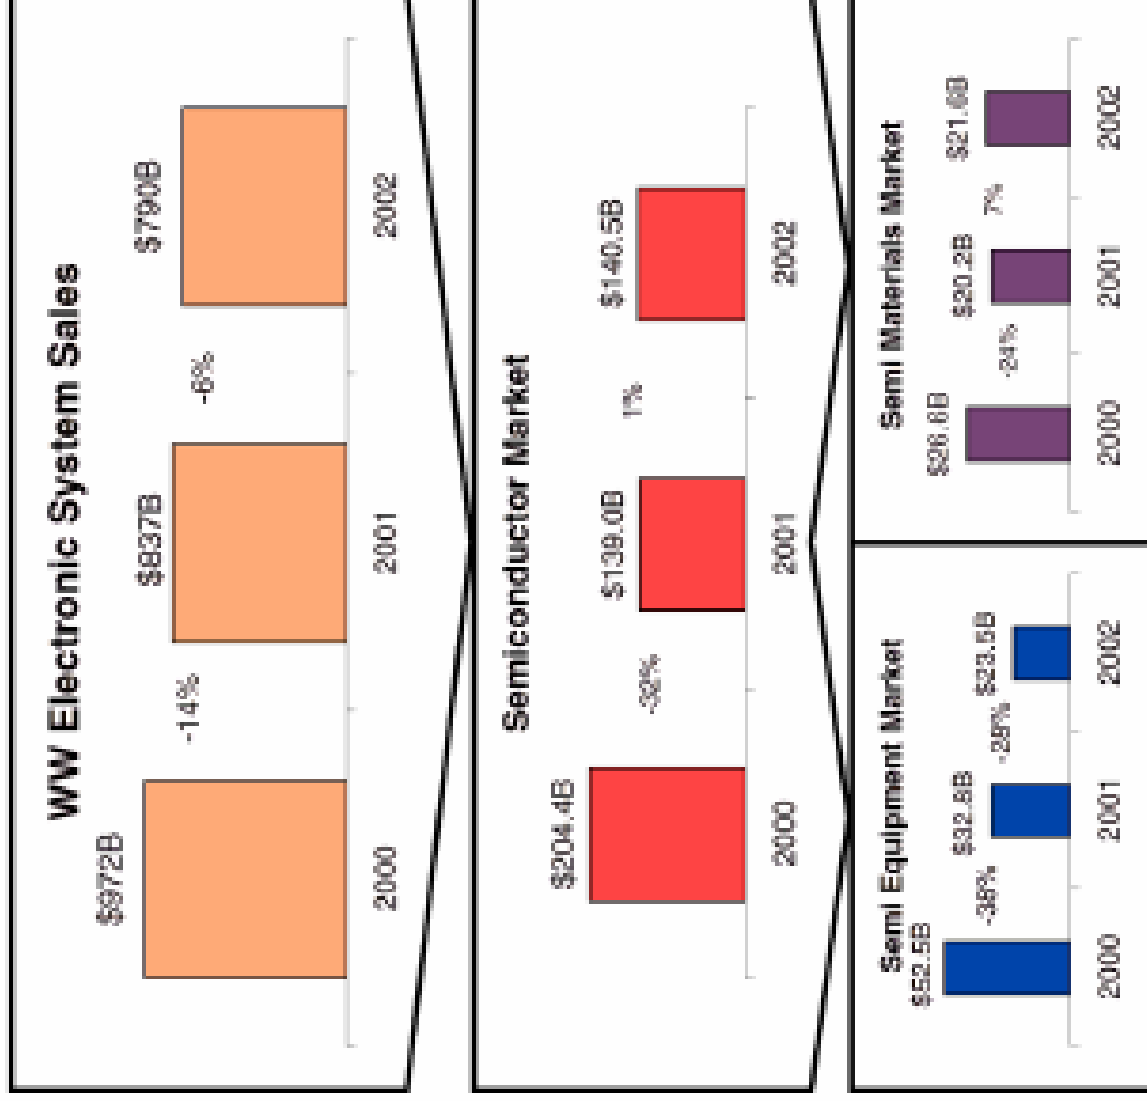 WW Electronic System Sales
$972B
-14%
$837B
-6%
$790B
2000
2001
2002
Semiconductor Market
$204.4B
-32%
$139.0B
1%
$140.5B
2000
2001
2002
Semi Equipment Market
$52.5B
-38%
$32.8B
-28%
$23.5B
2000
2001
2002
Semi Materials Market
$26.6B
-24%
$20.2B
7%
$21.6B
2000
2001
2002